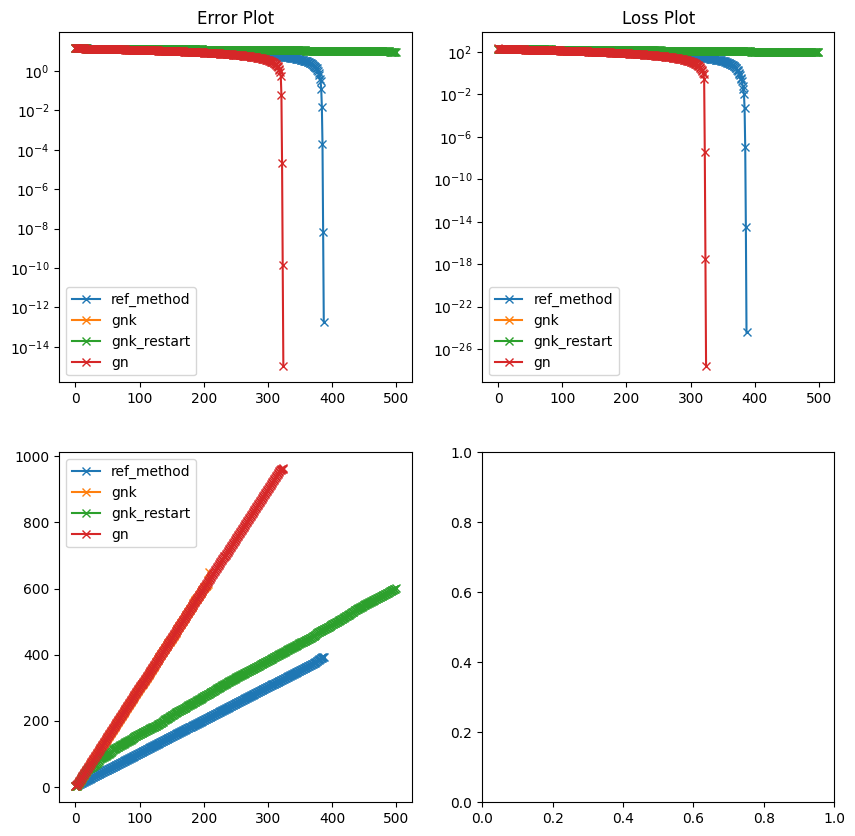 Error Plot
10^0
10^-2
10^-4
10^-6
10^-8
10^-10
10^-12
10^-14
ref_method
gnk
gnk_restart
gn
0 100 200 300 400 500
Loss Plot
10^2
10^-2
10^-6
10^-10
10^-14
10^-18
10^-22
10^-26
ref_method
gnk
gnk_restart
gn
0 100 200 300 400 500
1000
800
600
400
200
0
ref_method
gnk
gnk_restart
gn
0 100 200 300 400 500
1.0
0.8
0.6
0.4
0.2
0.0
0.0 0.2 0.4 0.6 0.8 1.0